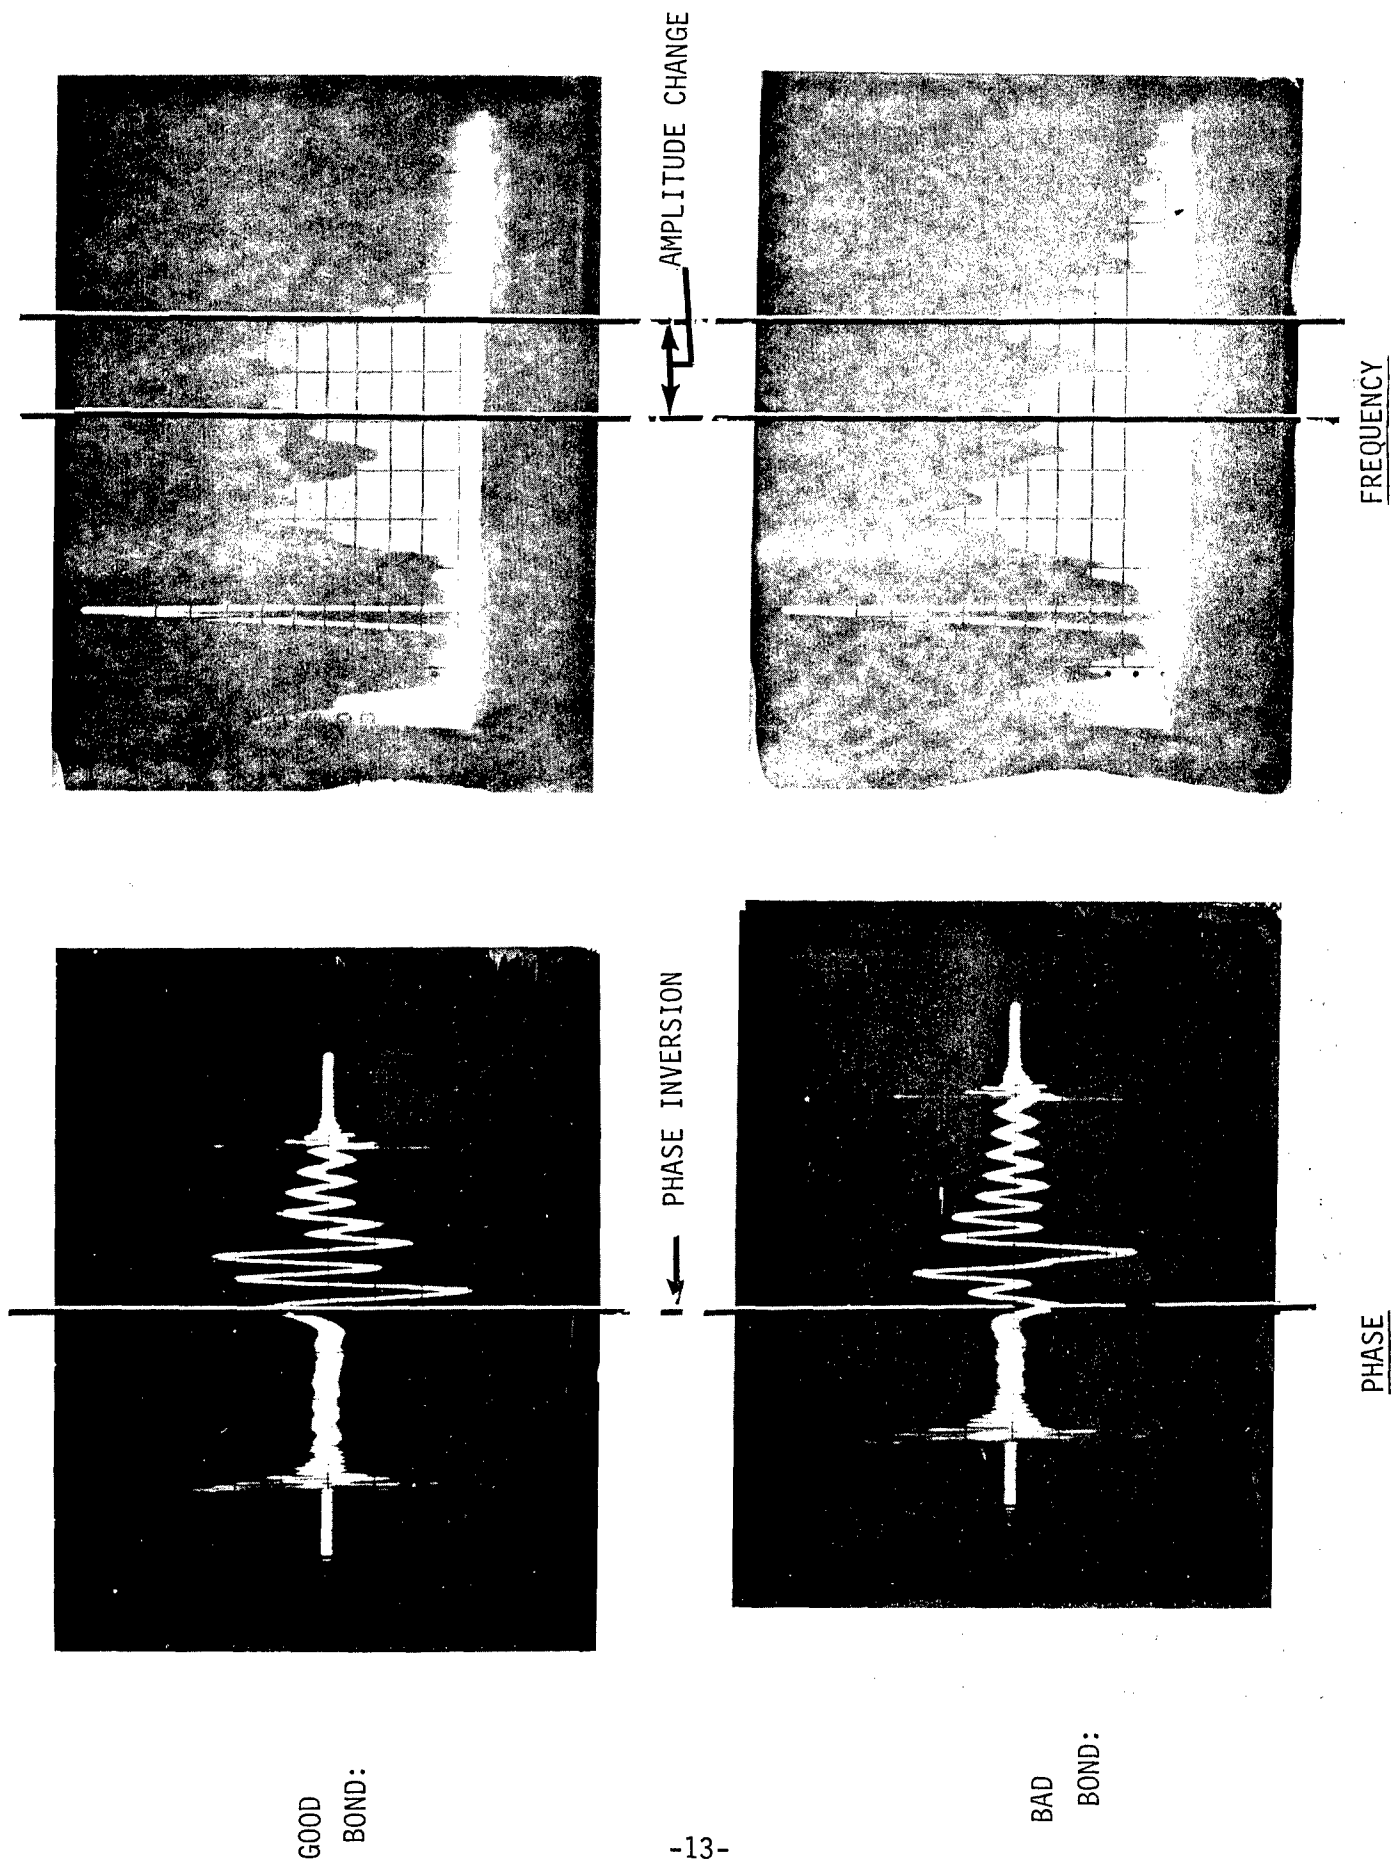 GOOD
BOND:
PHASE INVERSION
AMPLITUDE CHANGE
BAD
BOND:
PHASE
FREQUENCY
-13-